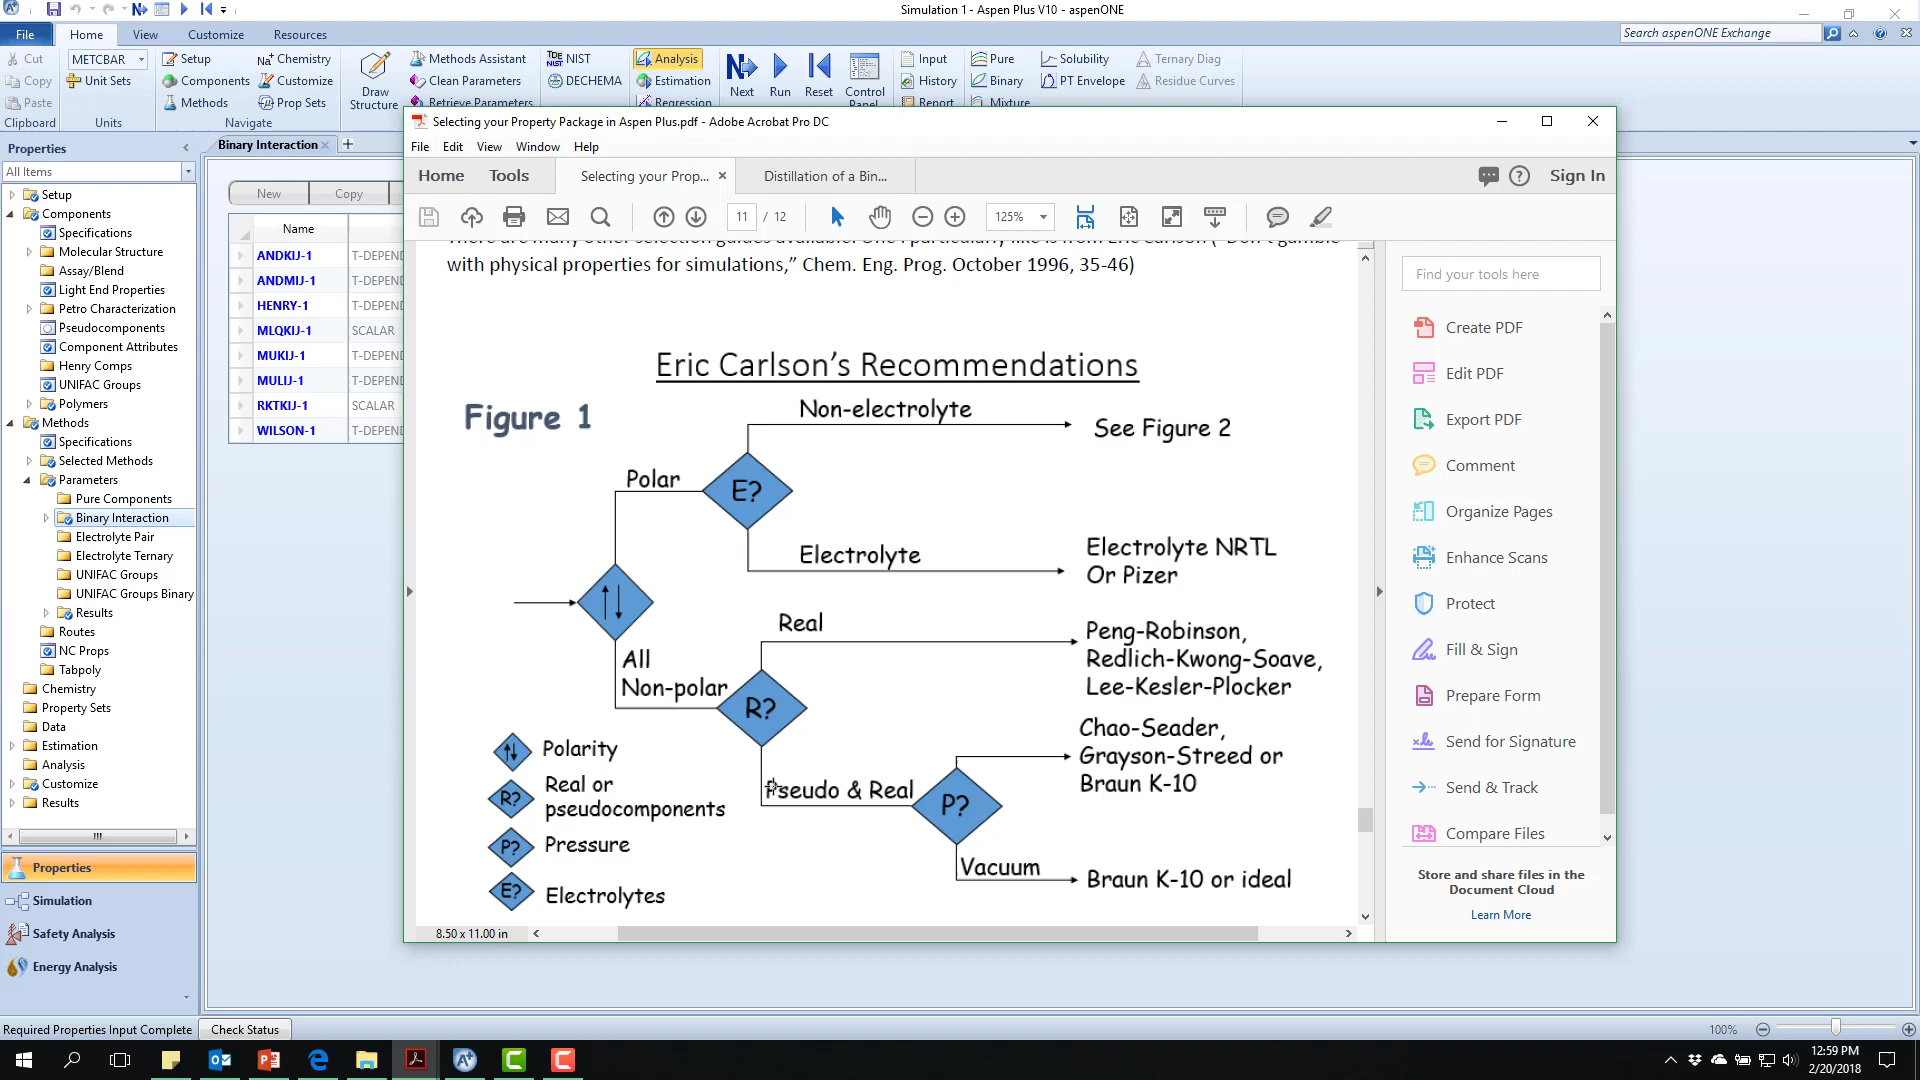 Simulation 1 - Aspen Plus V10 - aspenONE
File Home View Customize Resources
Search aspenONE Exchange
Cut METCBAR Setup Chemistry Methods Assistant NIST Analysis Input Pure Solubility Ternary Diag
Copy Unit Sets Components Customize Draw Structure Clean Parameters DECHEMA Estimation Next Run Reset Control Panel History Binary PT Envelope Residue Curves
Paste Methods Prop Sets Retrieve Parameters Regression Report Mixture
Clipboard Units Navigate
Properties
All Items
Setup
Components
Specifications
Molecular Structure
Assay/Blend
Light End Properties
Petro Characterization
Pseudocomponents
Component Attributes
Henry Comps
UNIFAC Groups
Polymers
Methods
Specifications
Selected Methods
Parameters
Pure Components
Binary Interaction
Electrolyte Pair
Electrolyte Ternary
UNIFAC Groups
UNIFAC Groups Binary
Results
Routes
NC Props
Tabpoly
Chemistry
Property Sets
Data
Estimation
Analysis
Customize
Results
Properties
Simulation
Safety Analysis
Energy Analysis
Required Properties Input Complete Check Status
Binary Interaction
New Copy
Name
ANDKIJ-1 T-DEPEND
ANDMIJ-1 T-DEPEND
HENRY-1 T-DEPEND
MLQKIJ-1 SCALAR
MUKIJ-1 T-DEPEND
MULIJ-1 T-DEPEND
RKTKIJ-1 SCALAR
WILSON-1 T-DEPEND
Selecting your Property Package in Aspen Plus.pdf - Adobe Acrobat Pro DC
File Edit View Window Help
Home Tools Selecting your Prop... Distillation of a Bin... Sign In
11 / 12 125%
with physical properties for simulations,” Chem. Eng. Prog. October 1996, 35-46)
Eric Carlson’s Recommendations
Figure 1
Non-electrolyte
See Figure 2
Polar
E?
Electrolyte
Electrolyte NRTL
Or Pizer
Real
Peng-Robinson,
Redlich-Kwong-Soave,
Lee-Kesler-Plocker
All
Non-polar
R?
Chao-Seader,
Grayson-Streed or
Braun K-10
Pseudo & Real
P?
Vacuum
Braun K-10 or ideal
Polarity
R? Real or
pseudocomponents
P? Pressure
E? Electrolytes
8.50 x 11.00 in
Find your tools here
Create PDF
Edit PDF
Export PDF
Comment
Organize Pages
Enhance Scans
Protect
Fill & Sign
Prepare Form
Send for Signature
Send & Track
Compare Files
Store and share files in the
Document Cloud
Learn More
100%
12:59 PM
2/20/2018